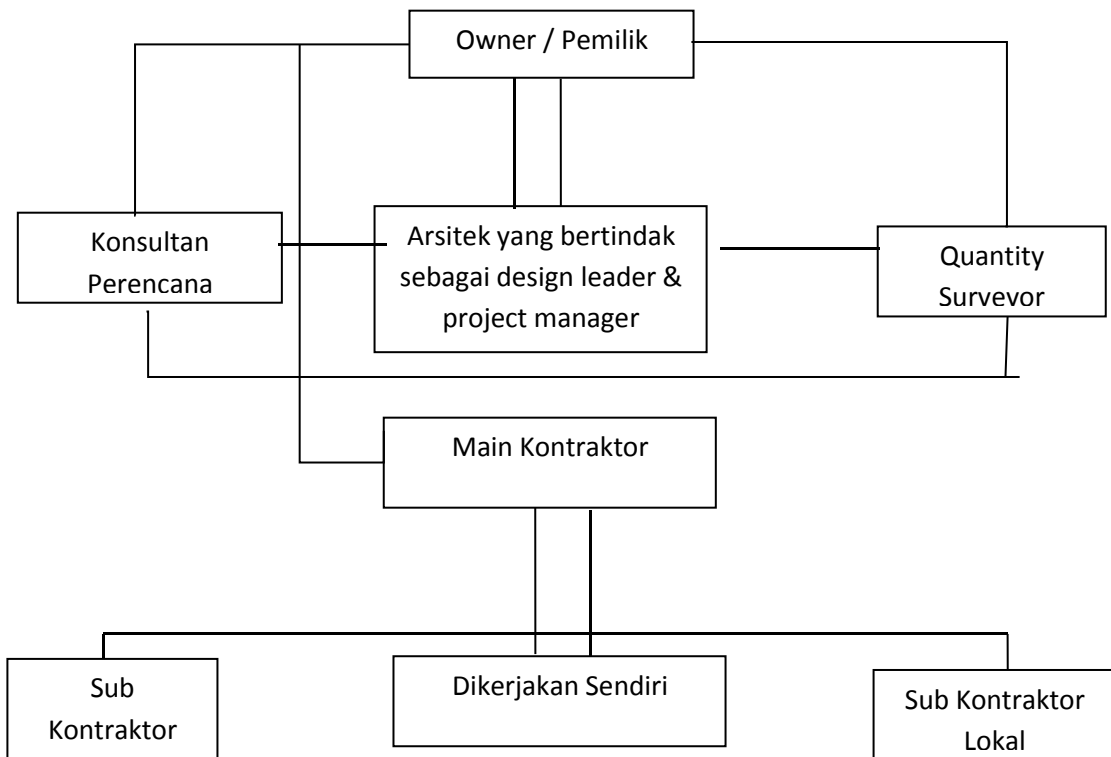 Owner / Pemilik
Konsultan
Perencana
Arsitek yang bertindak
sebagai design leader &
project manager
Quantity
Surveyor
Main Kontraktor
Sub
Kontraktor
Dikerjakan Sendiri
Sub Kontraktor
Lokal